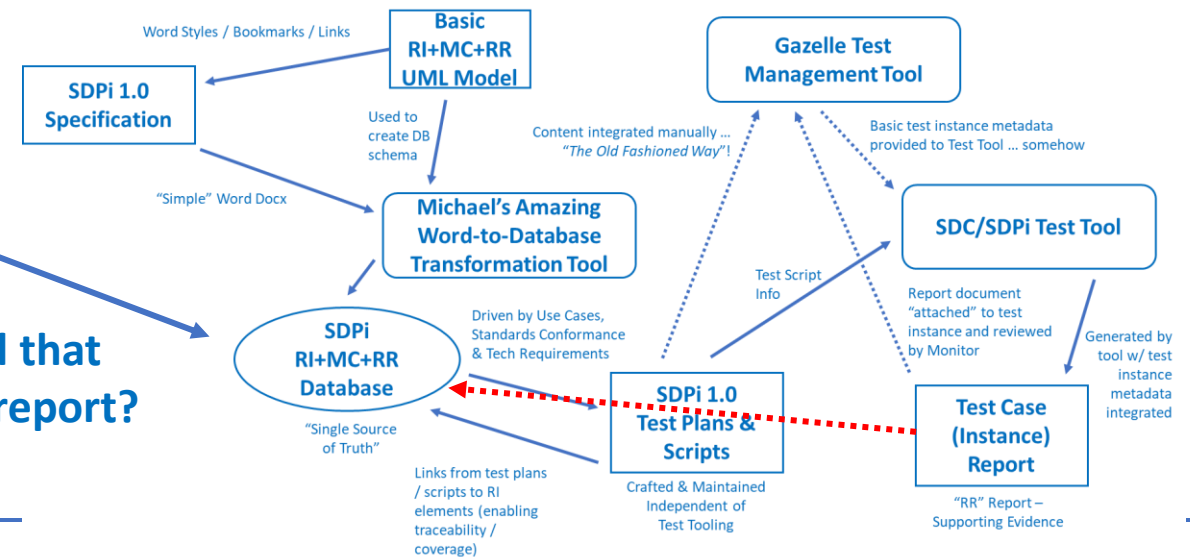 Word Styles / Bookmarks / Links
Basic
RI+MC+RR
UML Model
Gazelle Test
Management Tool
SDPi 1.0
Specification
Used to
create DB
schema
Content integrated manually ...
"The Old Fashioned Way"!
Basic test instance metadata
provided to Test Tool ... somehow
"Simple" Word Docx
Michael's Amazing
Word-to-Database
Transformation Tool
SDC/SDPi Test Tool
Test Script
Info
Report document
"attached" to test
instance and reviewed
by Monitor
Generated by
tool w/ test
instance
metadata
integrated
Driven by Use Cases,
Standards Conformance
& Tech Requirements
SDPi
RI+MC+RR
Database
that
report?
"Single Source
of Truth"
SDPi 1.0
Test Plans &
Scripts
Test Case
(Instance)
Report
Links from test plans
/ scripts to RI
elements (enabling
traceability /
coverage)
Crafted & Maintained
Independent of
Test Tooling
"RR" Report –
Supporting Evidence